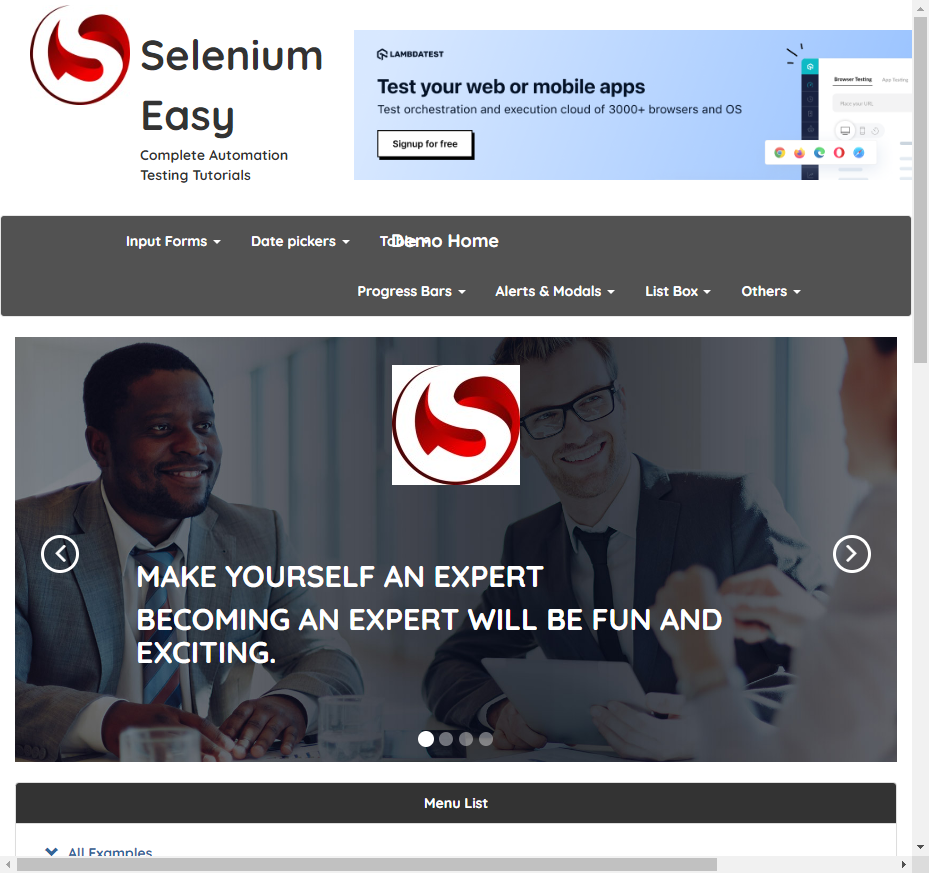 Selenium
Easy
Complete Automation
Testing Tutorials
LAMBDATEST
Test your web or mobile apps
Test orchestration and execution cloud of 3000+ browsers and OS
Signup for free
Browser Testing
App Testing
Place your URL
Input Forms
Date pickers
Table
Demo Home
Progress Bars
Alerts & Modals
List Box
Others
MAKE YOURSELF AN EXPERT
BECOMING AN EXPERT WILL BE FUN AND
EXCITING.
Menu List
All Examples